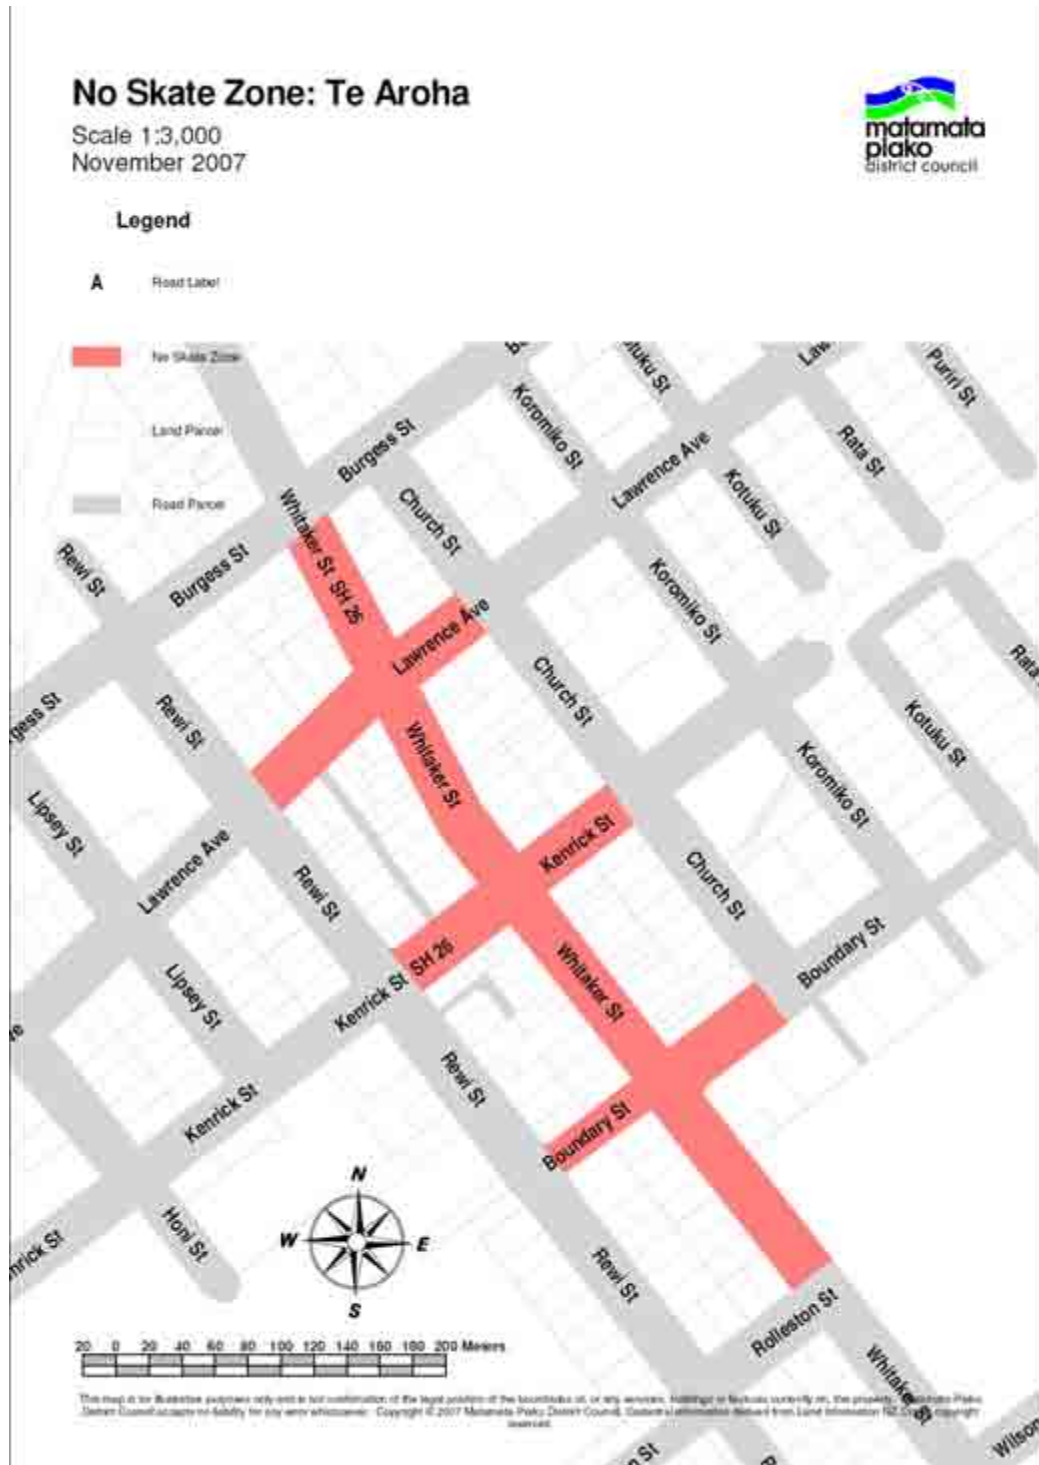 No Skate Zone: Te Aroha
Scale 1:3,000
November 2007
matamata
piako
district council
Legend
A
Road Label
No Skate Zone
Land Parcel
Road Parcel
Puriri St
Koromiko St
Burgess St
Rata St
Lawrence Ave
Kotuku St
Church St
Whitaker St SH 26
Rewi St
Burgess St
Koromiko St
Lawrence Ave
Church St
Rewi St
Kotuku St
Whitaker St
Koromiko St
Lipsey St
Kenrick St
Lawrence Ave
Rewi St
Church St
Boundary St
SH 26
Whitaker St
Lipsey St
Kenrick St
Rewi St
Kenrick St
Boundary St
N
W
E
S
Honi St
Rewi St
Rolleston St
Whitaker St
20 0 20 40 60 80 100 120 140 160 180 200 Meters